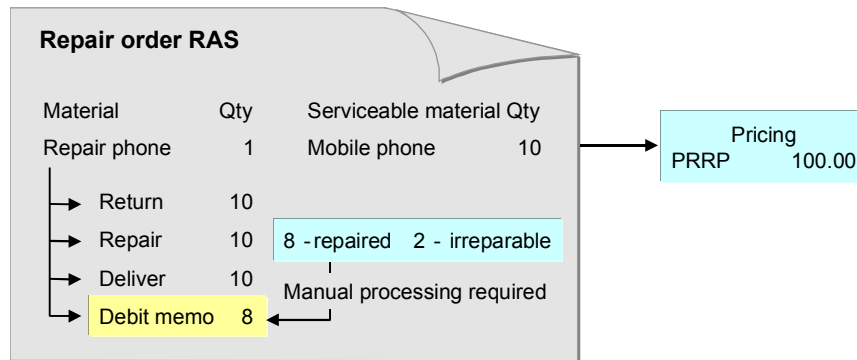 Repair order RAS
Material Qty Serviceable material Qty
Repair phone 1 Mobile phone 10
Pricing
PRRP 100.00
Return 10
Repair 10 8 - repaired 2 - irreparable
Deliver 10
Manual processing required
Debit memo 8